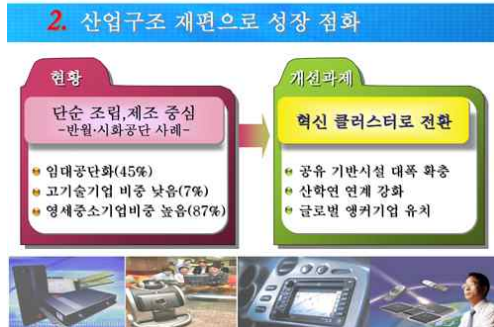 2. 산업구조 재편으로 성장 점화
현황
단순 조립,제조 중심
-반월·시화공단 사례-
임대공단화(45%)
고기술기업 비중 낮음(7%)
영세중소기업비중 높음(87%)
개선과제
혁신 클러스터로 전환
공유 기반시설 대폭 확충
산학연 연계 강화
글로벌 앵커기업 유치